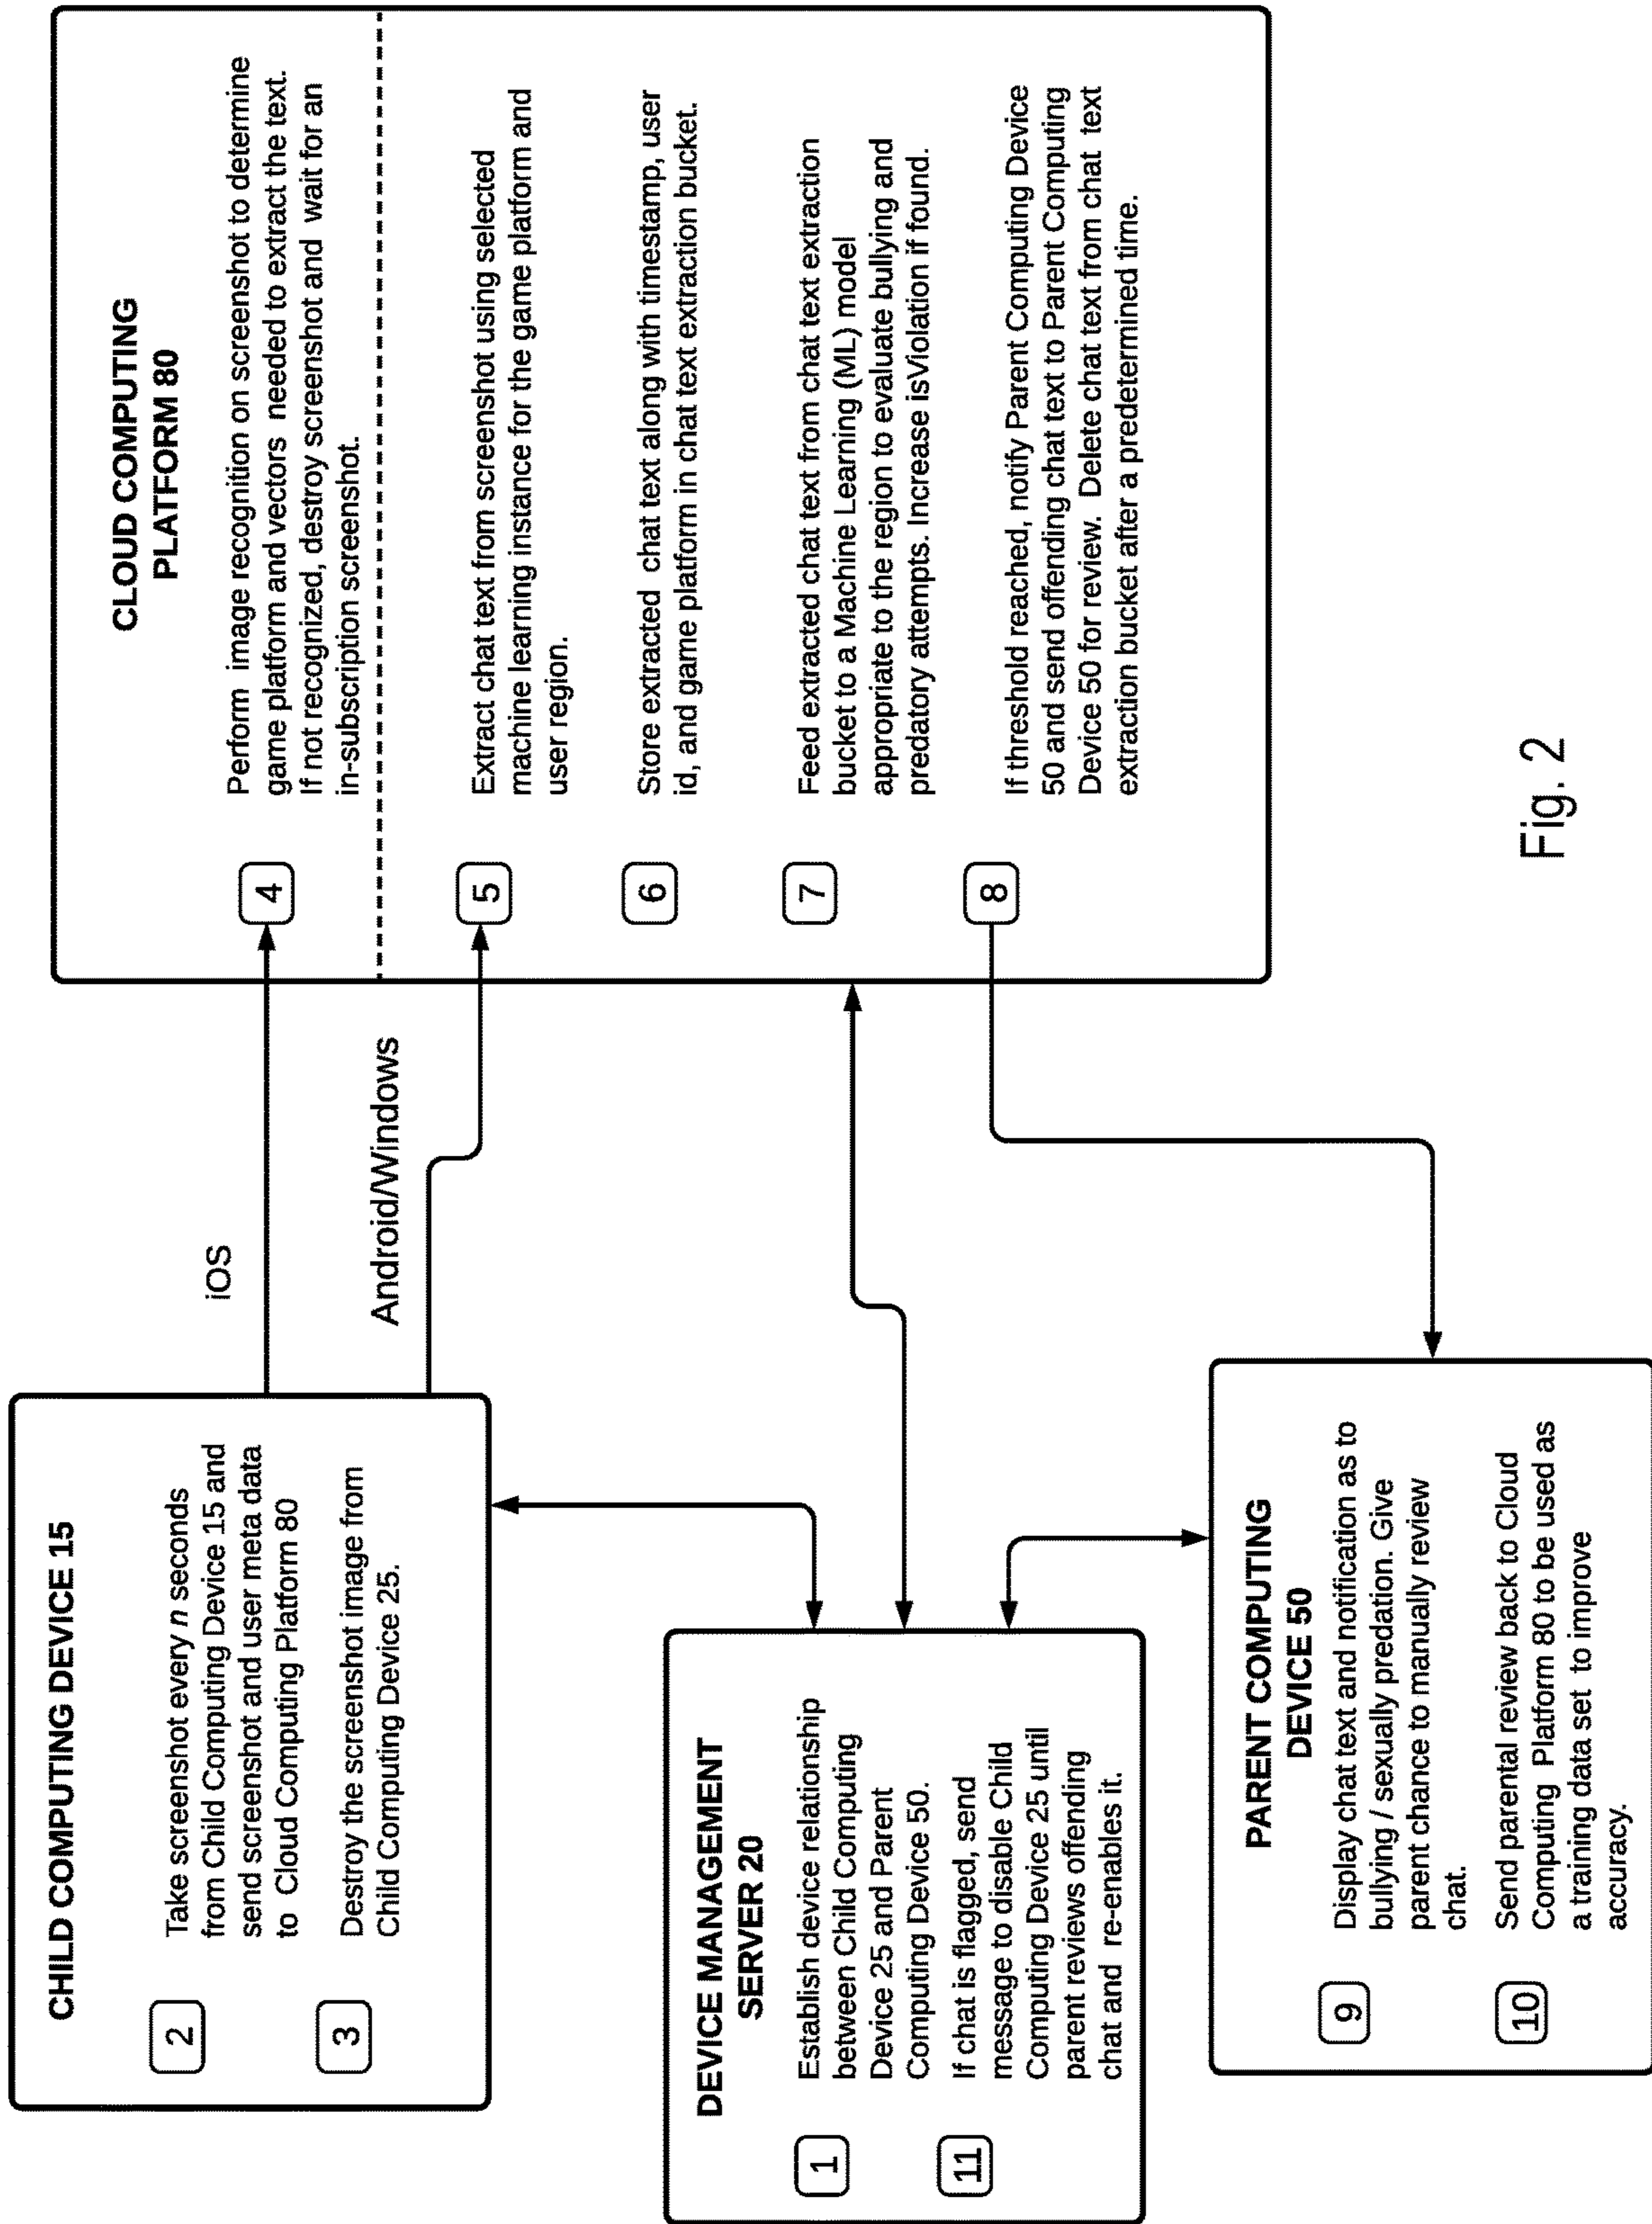 CHILD COMPUTING DEVICE 15
2
Take screenshot every n seconds
from Child Computing Device 15 and
send screenshot and user meta data
to Cloud Computing Platform 80
3
Destroy the screenshot image from
Child Computing Device 25.
iOS
Android/Windows
CLOUD COMPUTING
PLATFORM 80
4
Perform image recognition on screenshot to determine
game platform and vectors needed to extract the text.
If not recognized, destroy screenshot and wait for an
in-subscription screenshot.
5
Extract chat text from screenshot using selected
machine learning instance for the game platform and
user region.
6
Store extracted chat text along with timestamp, user
id, and game platform in chat text extraction bucket.
7
Feed extracted chat text from chat text extraction
bucket to a Machine Learning (ML) model
appropriate to the region to evaluate bullying and
predatory attempts. Increase isViolation if found.
8
If threshold reached, notify Parent Computing Device
50 and send offending chat text to Parent Computing
Device 50 for review. Delete chat text from chat text
extraction bucket after a predetermined time.
DEVICE MANAGEMENT
SERVER 20
1
Establish device relationship
between Child Computing
Device 25 and Parent
Computing Device 50.
11
If chat is flagged, send
message to disable Child
Computing Device 25 until
parent reviews offending
chat and re-enables it.
PARENT COMPUTING
DEVICE 50
9
Display chat text and notification as to
bullying / sexually predation. Give
parent chance to manually review
chat.
10
Send parental review back to Cloud
Computing Platform 80 to be used as
a training data set to improve
accuracy.
Fig. 2